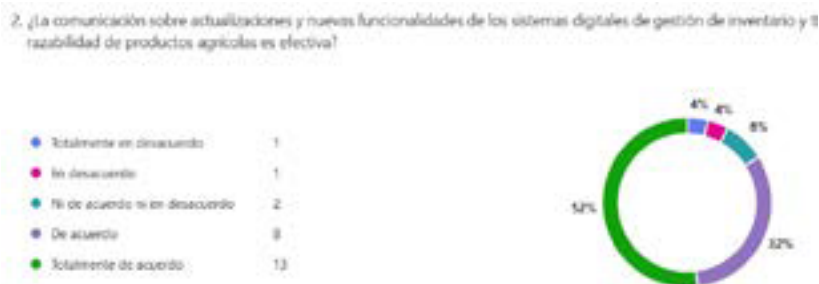 2. ¿La comunicación sobre actualizaciones y nuevas funcionalidades de los sistemas digitales de gestión de inventario y t
razabilidad de productos agrícolas es efectiva?
Totalmente en desacuerdo 1
En desacuerdo 1
Ni de acuerdo ni en desacuerdo 2
De acuerdo 8
Totalmente de acuerdo 13
4% 4%
8%
52%
32%